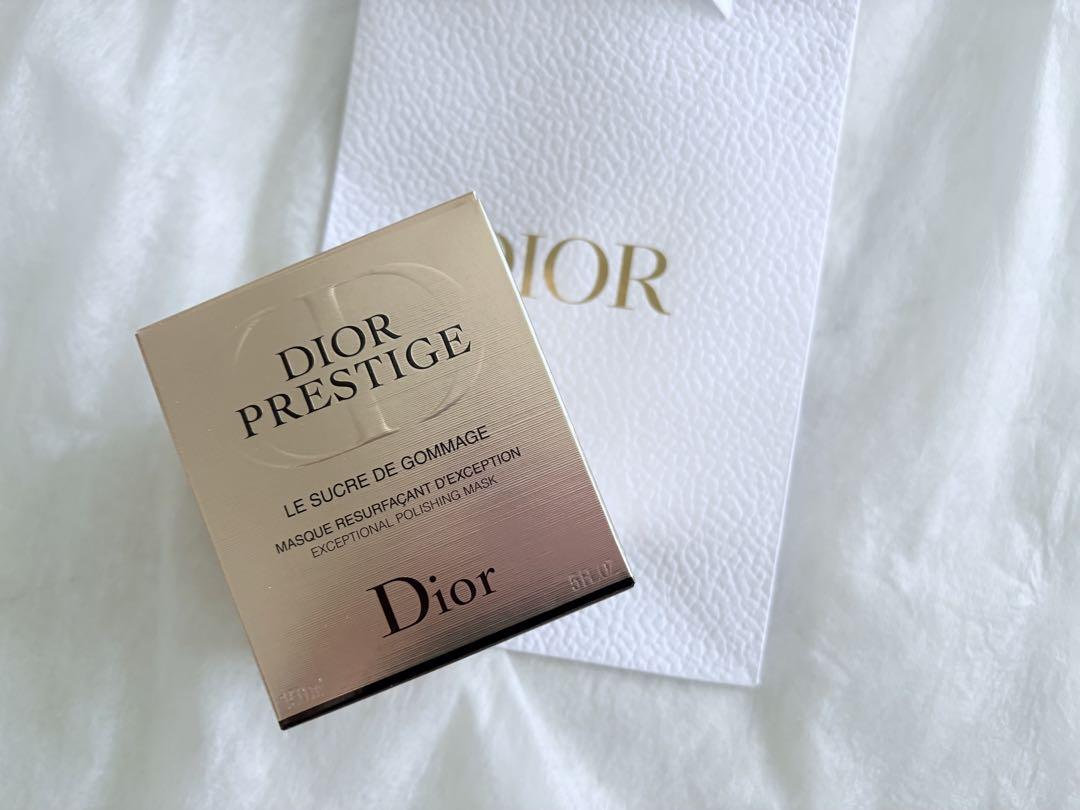 DIOR
DIOR
PRESTIGE
LE SUCRE DE GOMMAGE
MASQUE RESURFAÇANT D'EXCEPTION
EXCEPTIONAL POLISHING MASK
Dior